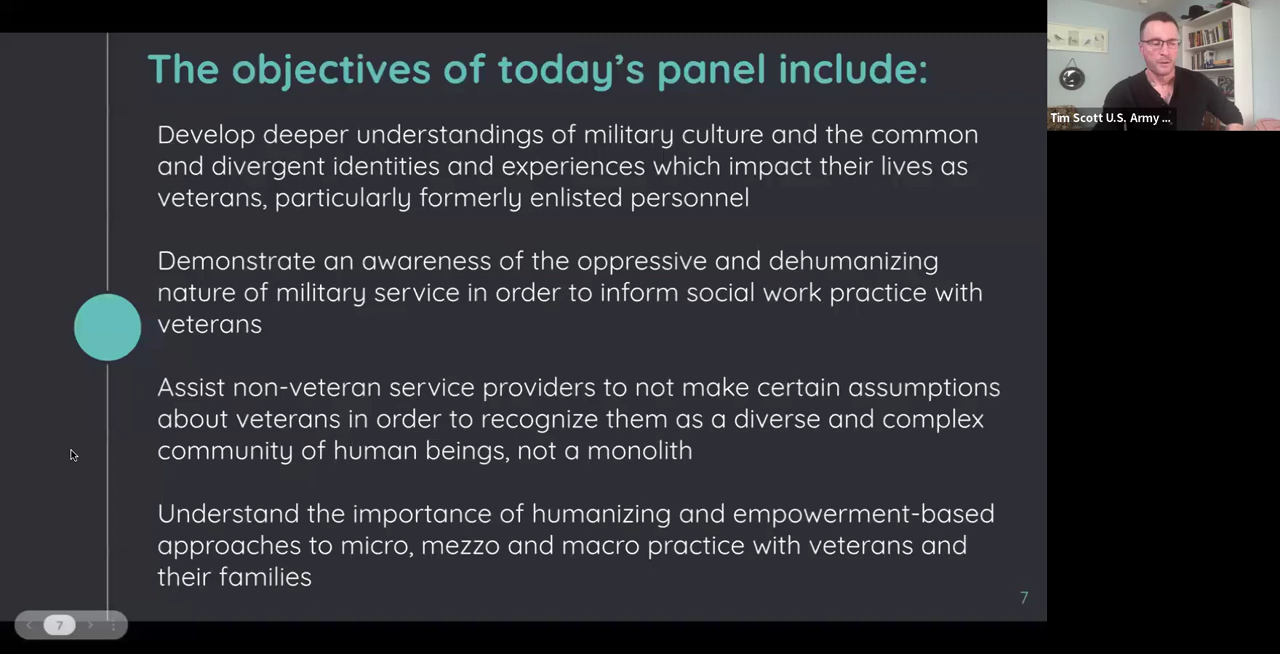 The objectives of today's panel include:
Develop deeper understandings of military culture and the common
and divergent identities and experiences which impact their lives as
veterans, particularly formerly enlisted personnel
Demonstrate an awareness of the oppressive and dehumanizing
nature of military service in order to inform social work practice with
veterans
Assist non-veteran service providers to not make certain assumptions
about veterans in order to recognize them as a diverse and complex
community of human beings, not a monolith
Understand the importance of humanizing and empowerment-based
approaches to micro, mezzo and macro practice with veterans and
their families
7
7
Tim Scott U.S. Army ...